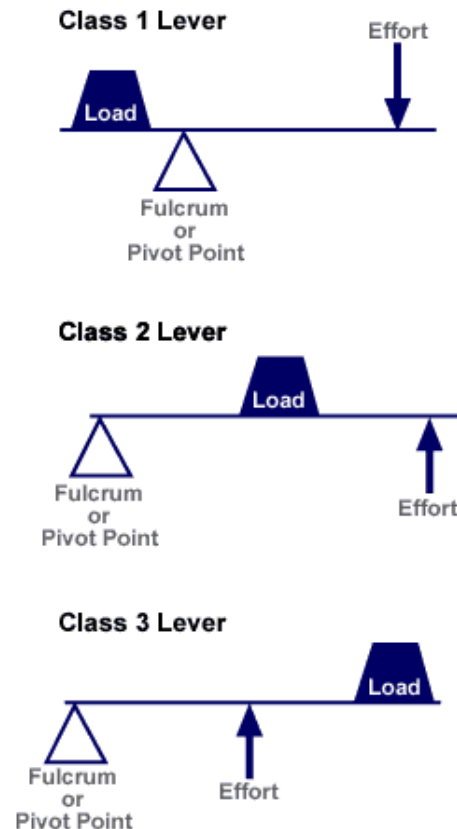 Class 1 Lever
Effort
Load
Fulcrum
or
Pivot Point
Class 2 Lever
Load
Fulcrum
or
Pivot Point
Effort
Class 3 Lever
Load
Fulcrum
or
Pivot Point
Effort